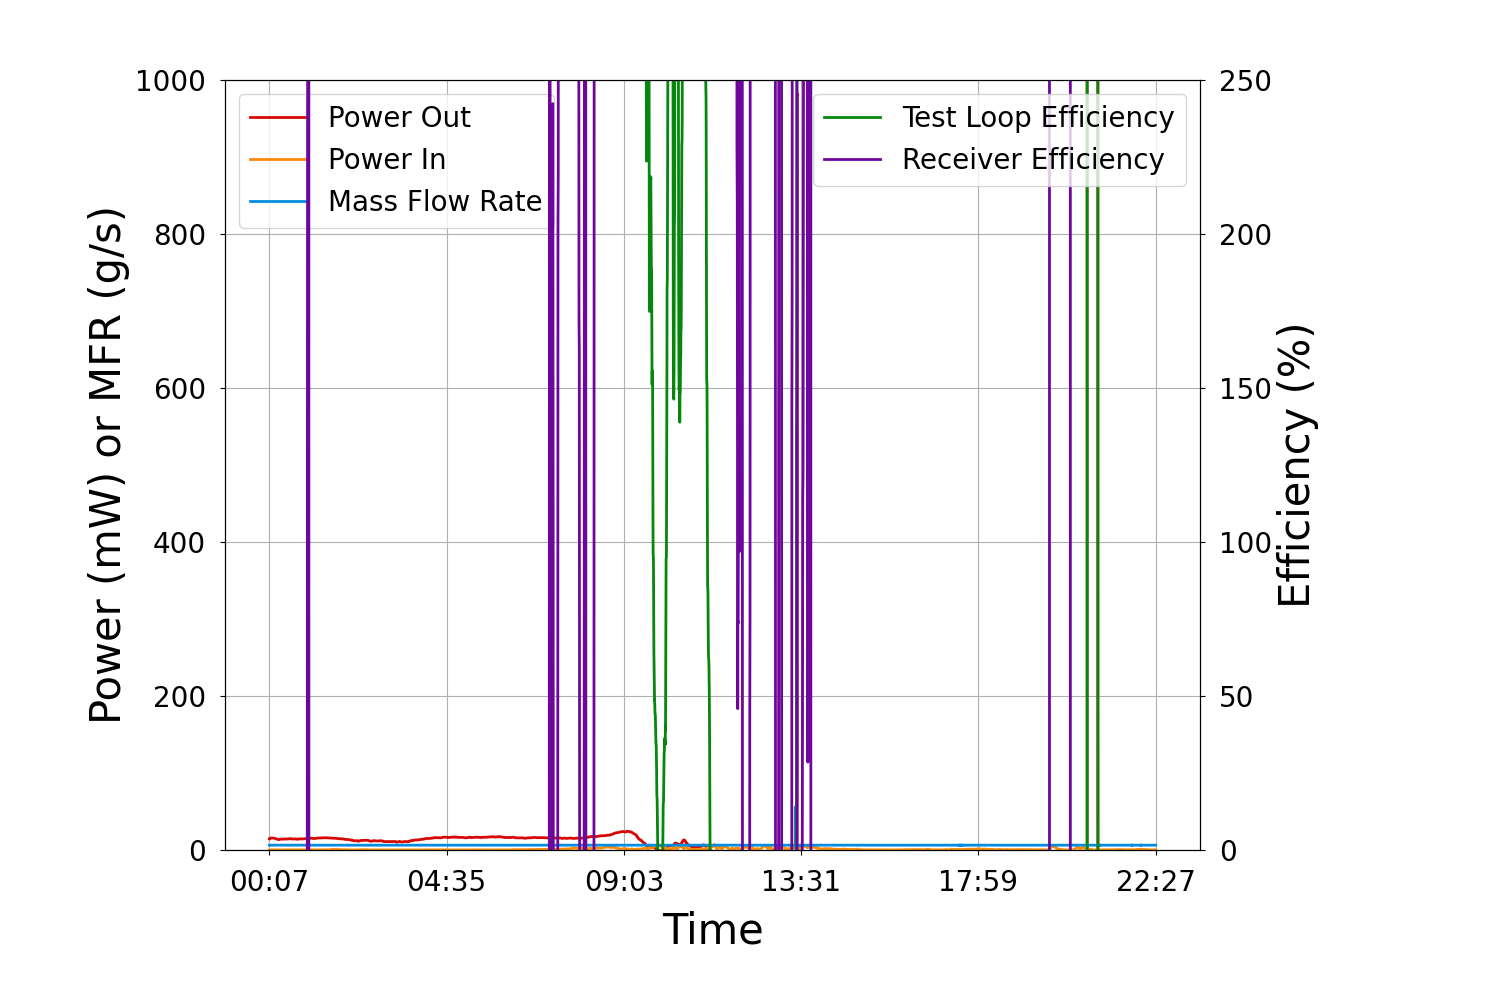 Power (mW) or MFR (g/s)
1000
800
600
400
200
0
Power Out
Power In
Mass Flow Rate
Test Loop Efficiency
Receiver Efficiency
250
200
150
100
50
0
Efficiency (%)
00:07 04:35 09:03 13:31 17:59 22:27
Time